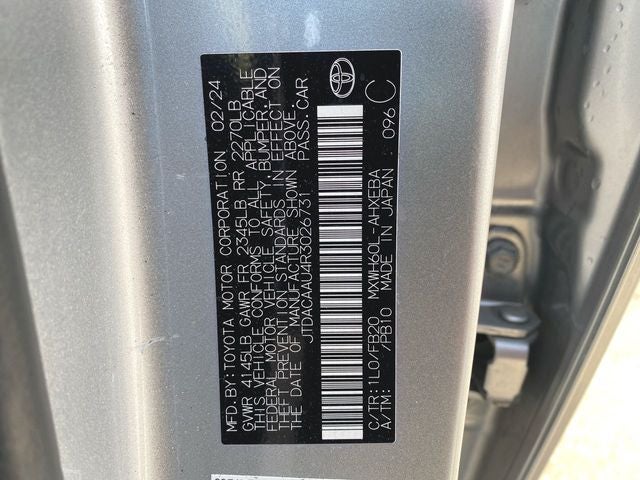 MFD.BY:TOYOTA MOTOR CORPORATION 02/24
GVWR 4145LB GAWR FR 2345LB RR 2270LB
THIS VEHICLE CONFORMS TO ALL APPLICABLE
FEDERAL MOTOR VEHICLE SAFETY, BUMPER,AND
THEFT PREVENTION STANDARDS IN EFFECT ON
THE DATE OF MANUFACTURE SHOWN ABOVE.
JTDACAAU4R3026731 PASS.CAR
C/TR:1L0/FB20 MXWH60L-AHXEBA 096 C
A/TM: /PB10 MADE IN JAPAN